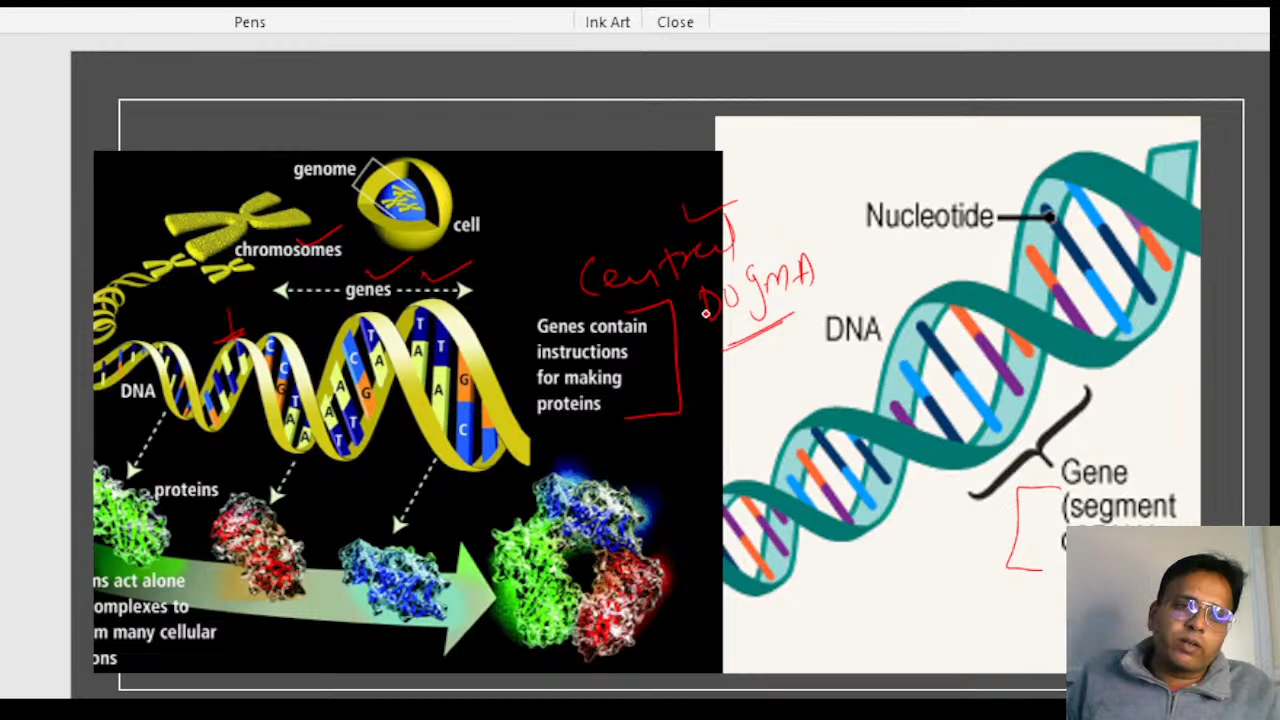 Pens
Ink Art
Close
genome
cell
chromosomes
genes
Central
DOgMA
Genes contain
instructions
for making
proteins
DNA
C
C
G
T
A
A
T
C
A
A
G
A
T
T
T
A
T
A
G
C
proteins
ns act alone
omplexes to
m many cellular
ons
Nucleotide
DNA
Gene
(segment